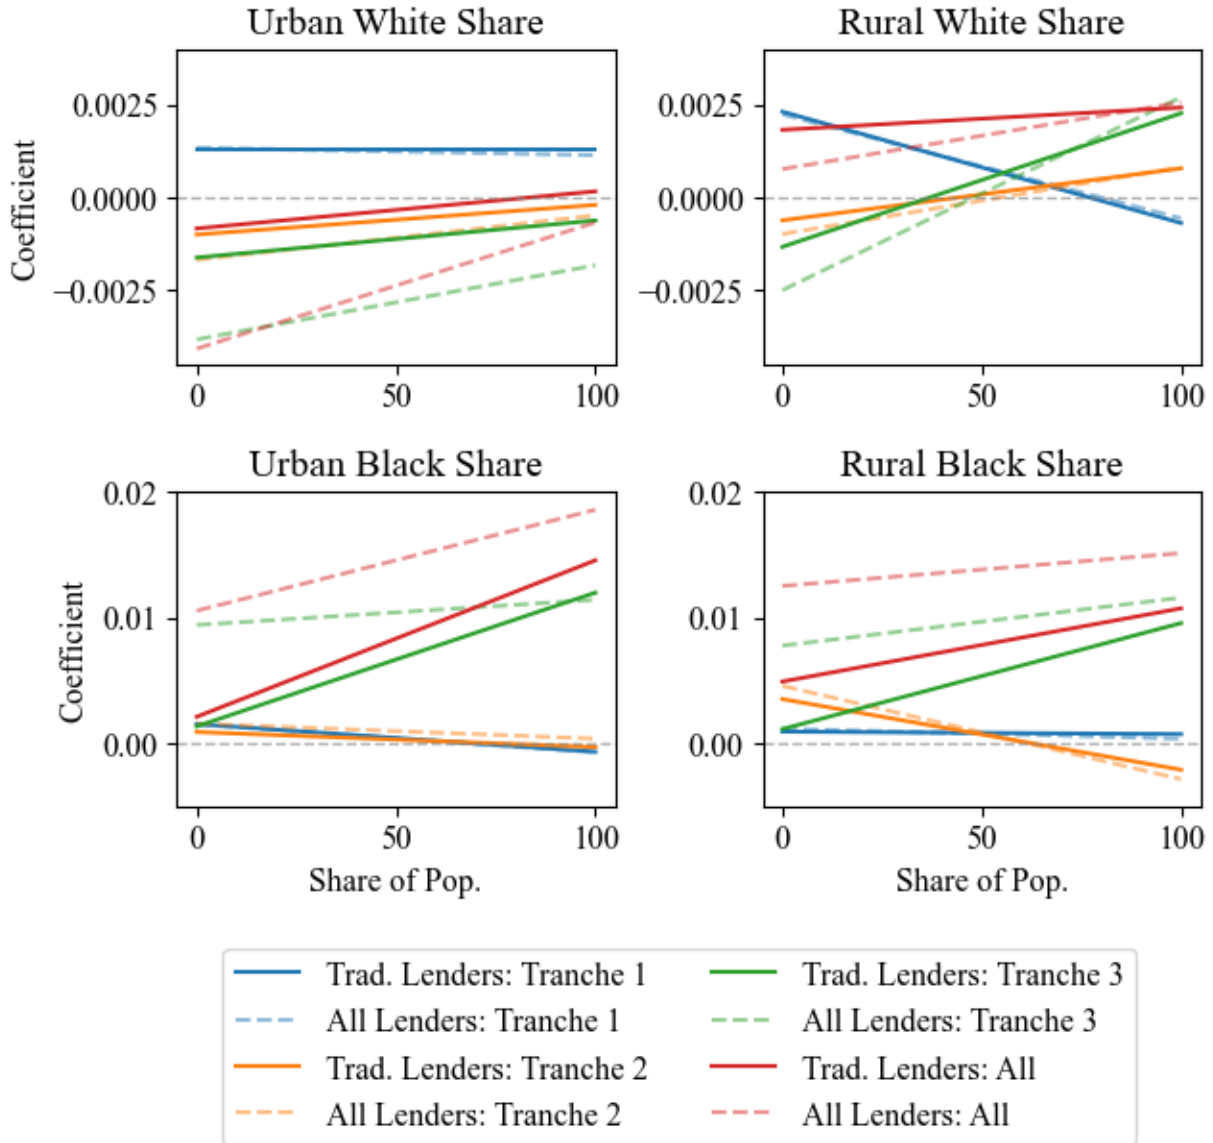 Urban White Share
Rural White Share
Coefficient
0.0025
0.0000
−0.0025
0 50 100
0.0025
0.0000
−0.0025
0 50 100
Urban Black Share
Rural Black Share
Coefficient
0.02
0.01
0.00
0 50 100
Share of Pop.
0.02
0.01
0.00
0 50 100
Share of Pop.
Trad. Lenders: Tranche 1
All Lenders: Tranche 1
Trad. Lenders: Tranche 2
All Lenders: Tranche 2
Trad. Lenders: Tranche 3
All Lenders: Tranche 3
Trad. Lenders: All
All Lenders: All